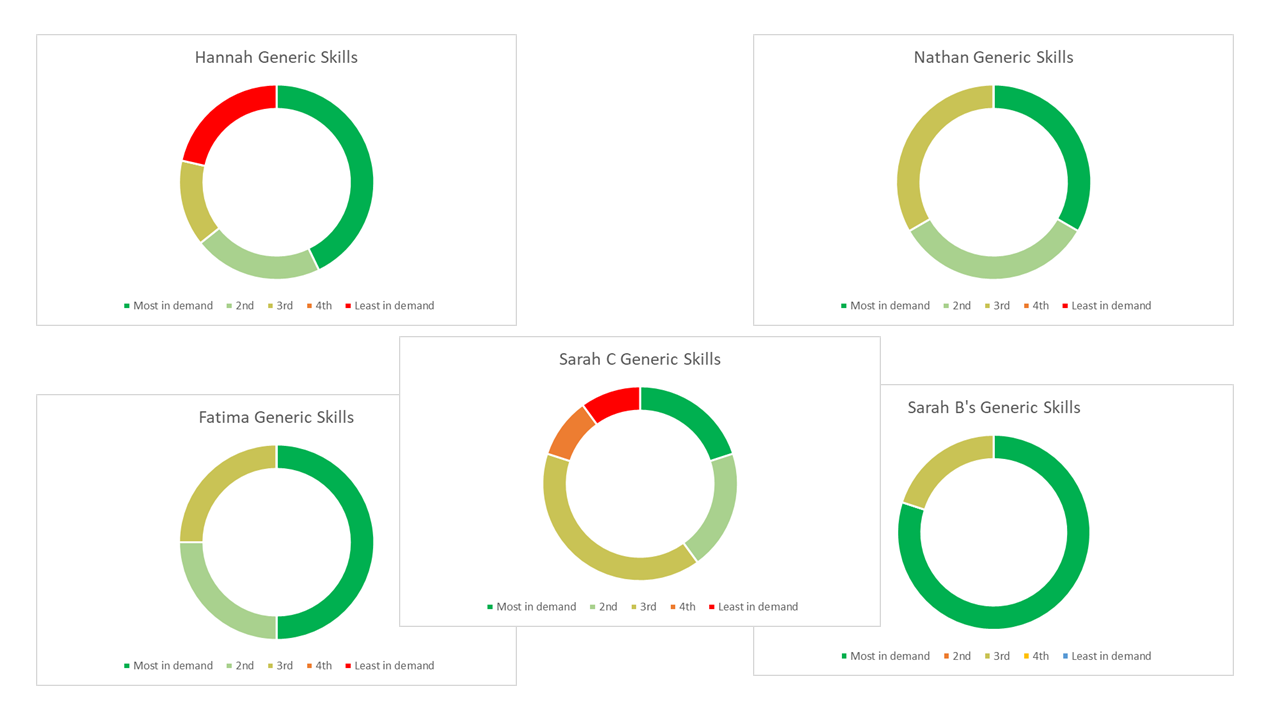 Hannah Generic Skills
Most in demand 2nd 3rd 4th Least in demand
Nathan Generic Skills
Most in demand 2nd 3rd 4th Least in demand
Sarah C Generic Skills
Most in demand 2nd 3rd 4th Least in demand
Fatima Generic Skills
Most in demand 2nd 3rd 4th Least in demand
Sarah B's Generic Skills
Most in demand 2nd 3rd 4th Least in demand